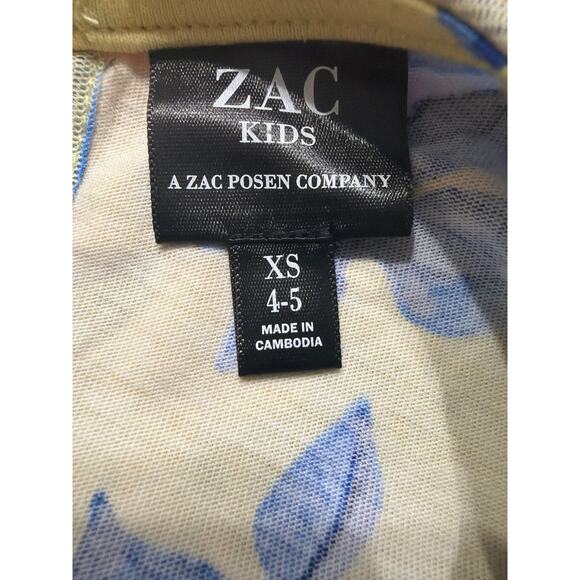 ZAC
KIDS
A ZAC POSEN COMPANY
XS
4-5
MADE IN
CAMBODIA